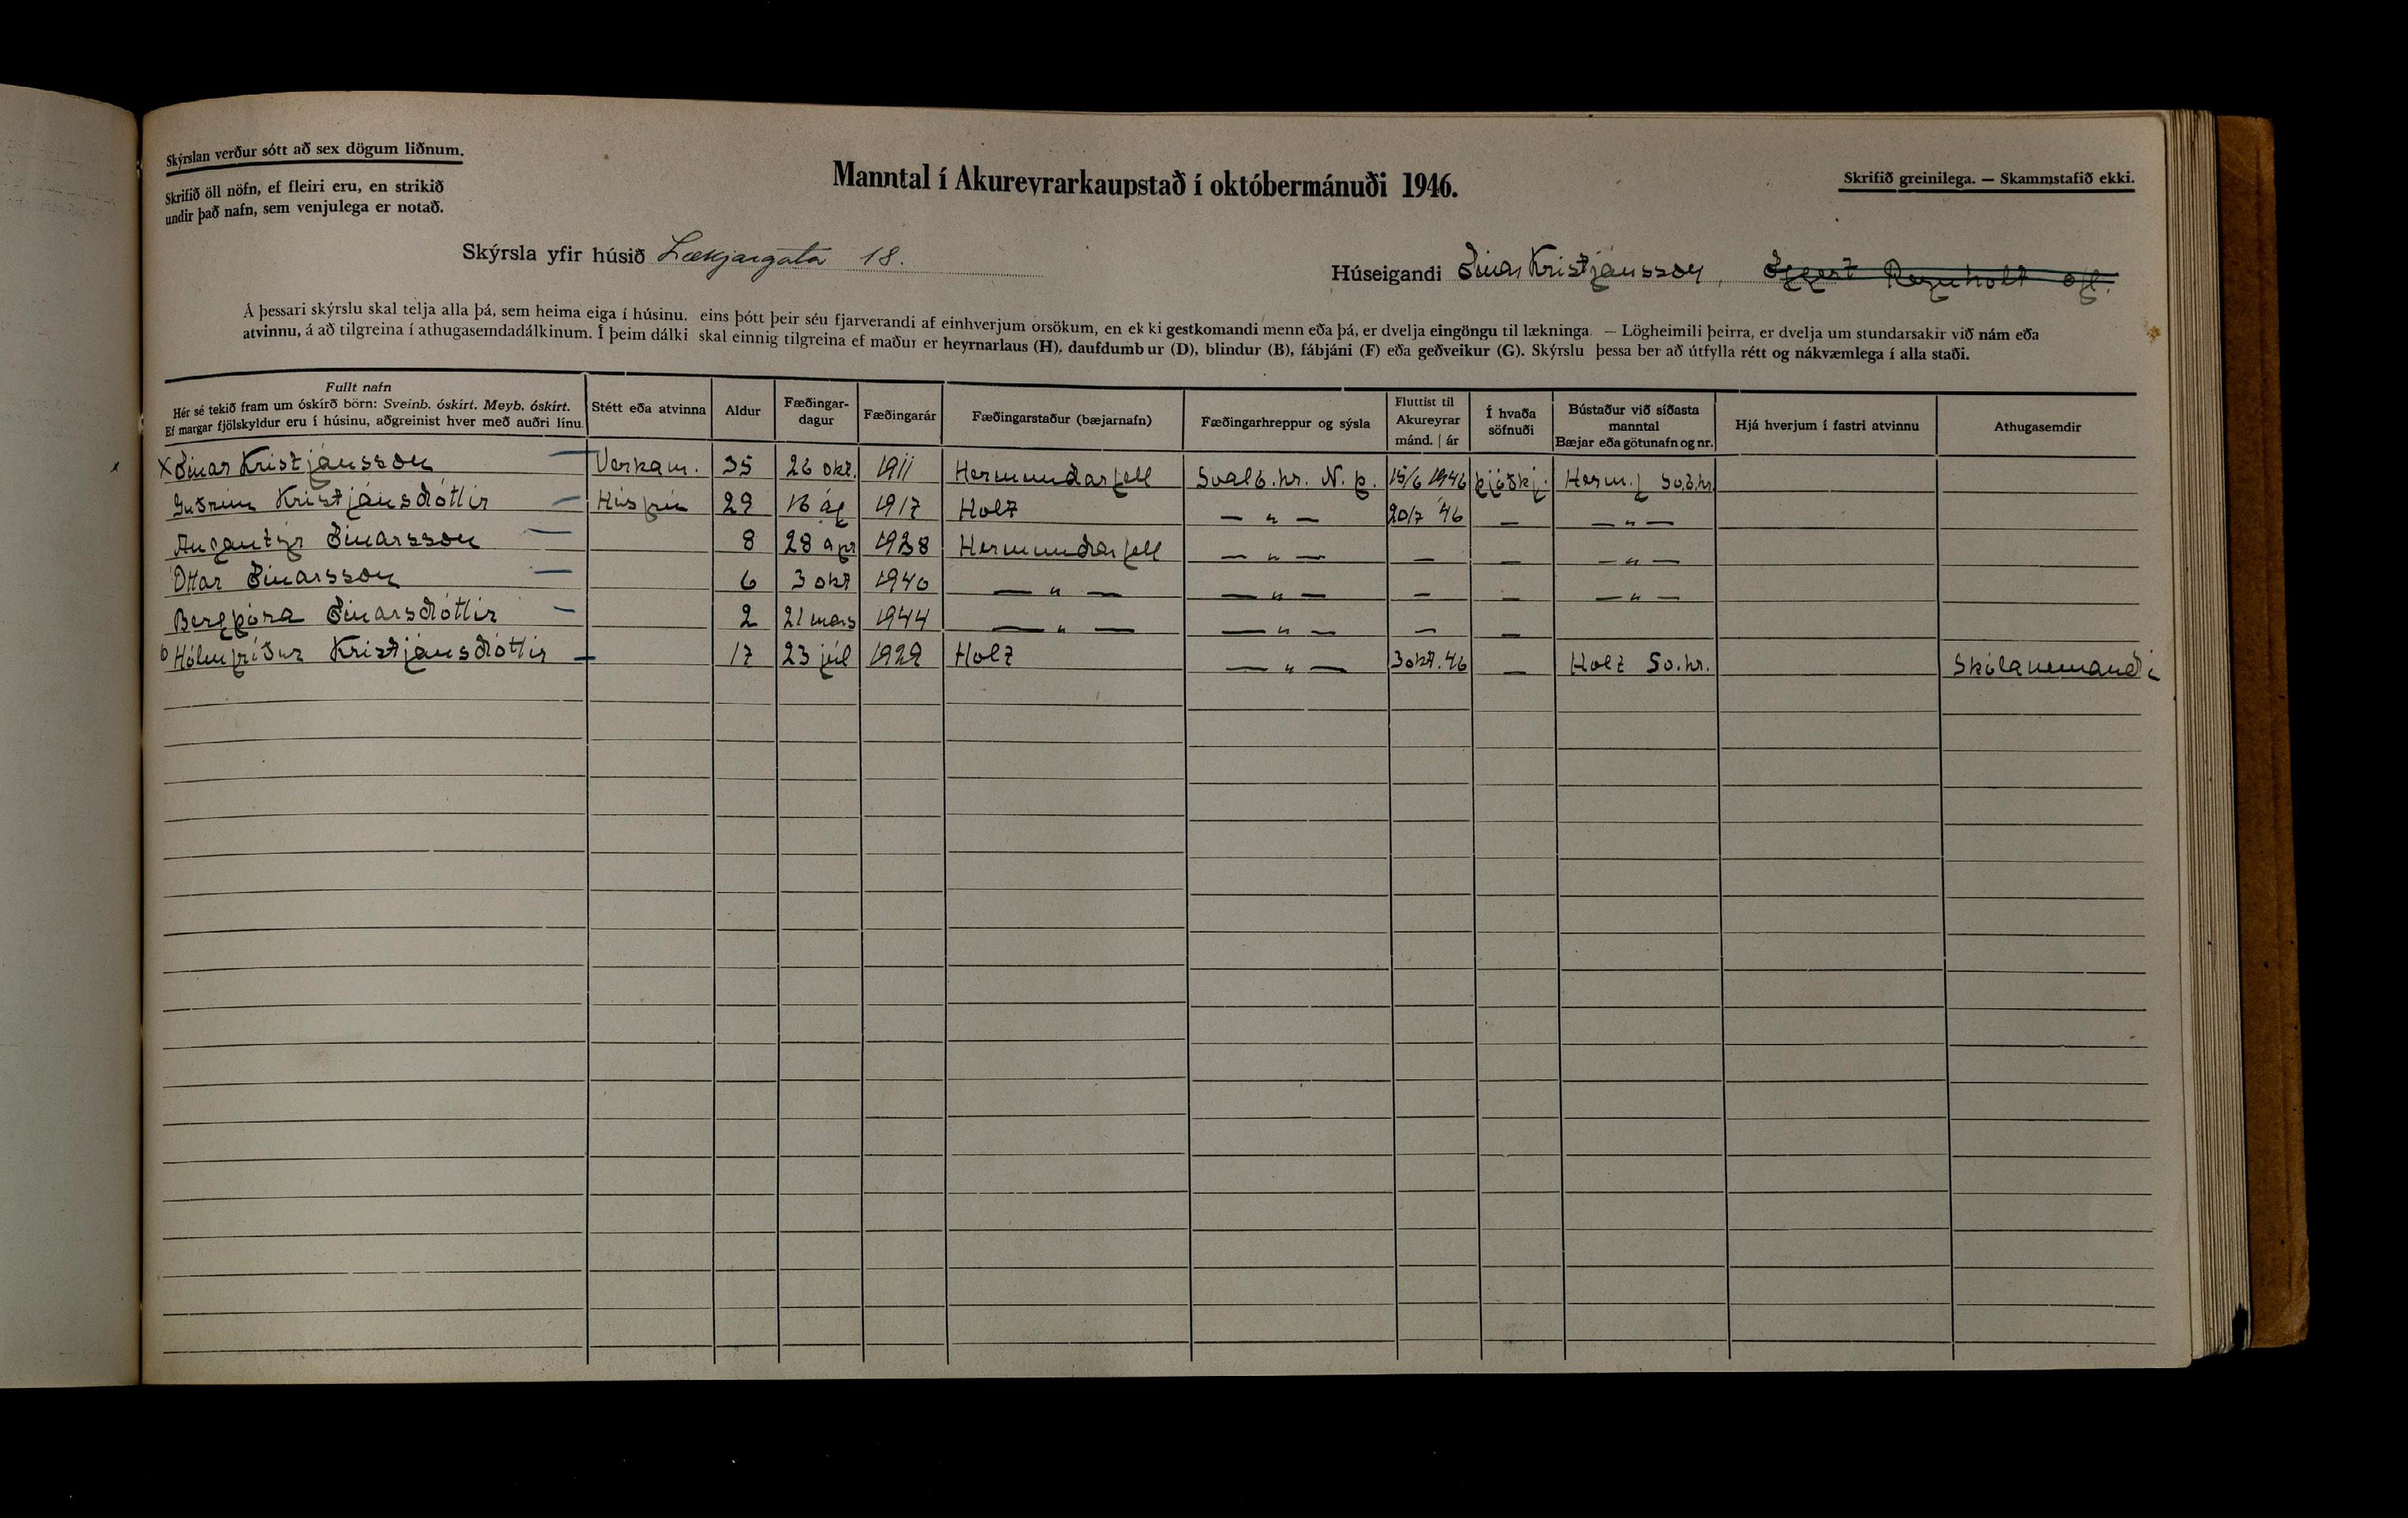 Skýrslan verður sótt að sex dögum liðnum.
Skrifið öll nöfn, ef fleiri eru, en strikið
undir það nafn, sem venjulega er notað.
Manntal í Akureyrarkaupstað í októbermánuði 1946.
Skrifið greinilega. — Skammstafið ekki.
Skýrsla yfir húsið Lækjargata 18.
Húseigandi Einar Kristjánsson,
Á þessari skýrslu skal telja alla þá, sem heima eiga í húsinu, eins þótt þeir séu fjarverandi af einhverjum orsökum, en ekki gestkomandi menn eða þá, er dvelja eingöngu til lækninga. — Lögheimili þeirra, er dvelja um stundarsakir við nám eða
atvinnu, á að tilgreina í athugasemdadálkinum. Í þeim dálki skal einnig tilgreina ef maður er heyrnarlaus (H), daufdumbur (D), blindur (B), fábjáni (F) eða geðveikur (G). Skýrslu þessa ber að útfylla rétt og nákvæmlega í alla staði.
Fullt nafn
Hér sé tekið fram um óskírð börn: Sveinb. óskírt. Meyb. óskírt.
Ef margar fjölskyldur eru í húsinu, aðgreinist hver með auðri línu.
Stétt eða atvinna
Aldur
Fæðingar-
dagur
Fæðingarár
Fæðingarstaður (bæjarnafn)
Fæðingarhreppur og sýsla
Fluttist til
Akureyrar
mánd. | ár
Í hvaða
söfnuði
Bústaður við síðasta
manntal
Bæjar eða götunafn og nr.
Hjá hverjum í fastri atvinnu
Athugasemdir
x Einar Kristjánsson — Verkam. 35 26 okt. 1911 Hermundarfell Svalb.hr. N. Þ. 15/6 1946 þjóðkj. Herm.f Sv.b.hr.
Guðrún Kristjánsdóttir — Húsfrú 29 16 ág 1917 Holt — " — 20/7 '46 — — " —
Angantýr Einarsson — 8 28 apr 1938 Hermundarfell — " — — — — " —
Óttar Einarsson — 6 3 okt 1940 — " — — " — — — — " —
Bergþóra Einarsdóttir — 2 21 mars 1944 — " — — " — — —
6 Hólmfríður Kristjánsdóttir — 17 23 júl 1929 Holt — " — 3 okt. 46 — Holt Sv.hr. Skólanemandi